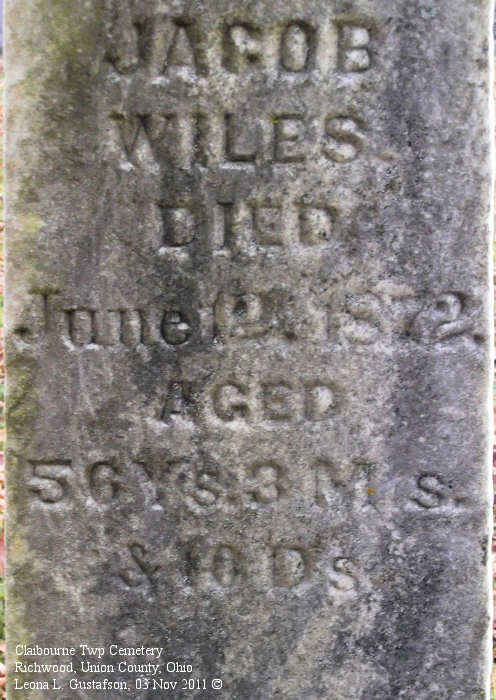 JACOB
WILES
DIED
June 12, 1872.
AGED
56 Ys. 3 Ms.
& 10 Ds.
Claibourne Twp Cemetery
Richwood, Union County, Ohio
Leona L. Gustafson, 03 Nov 2011 ©